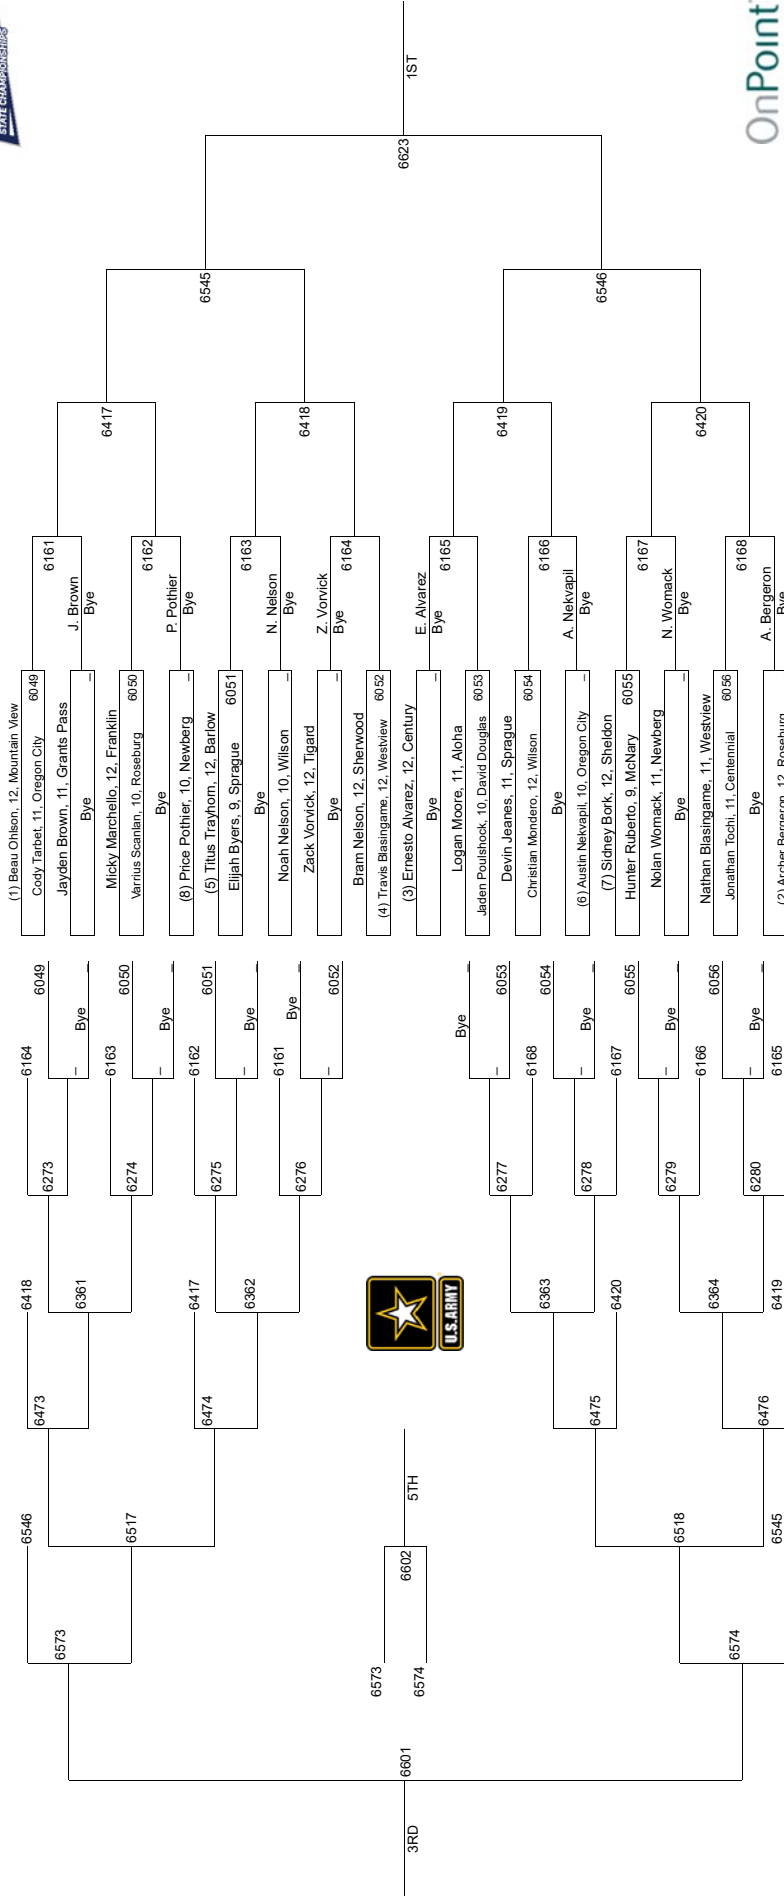 STATE CHAMPIONSHIPS
OnPoint
1ST
6623
6545
6546
6417
6418
6419
6420
6161
J. Brown
Bye
6162
P. Pothier
Bye
6163
N. Nelson
Bye
Z. Vorvick
Bye
6164
E. Alvarez
Bye
6165
6166
A. Nekvapil
Bye
6167
N. Womack
Bye
6168
A. Bergeron
Bye
(1) Beau Ohlson, 12, Mountain View
Cody Tarbet, 11, Oregon City
6049
Jayden Brown, 11, Grants Pass
Bye
–
Micky Marchello, 12, Franklin
Varrius Scanlan, 10, Roseburg
6050
Bye
(8) Price Pothier, 10, Newberg
–
(5) Titus Trayhorn, 12, Barlow
Elijah Byers, 9, Sprague
6051
Bye
Noah Nelson, 10, Wilson
–
Zack Vorvick, 12, Tigard
Bye
–
Bram Nelson, 12, Sherwood
(4) Travis Blasingame, 12, Westview
6052
(3) Ernesto Alvarez, 12, Century
Bye
–
Logan Moore, 11, Aloha
Jaden Poulshock, 10, David Douglas
6053
Devin Jeanes, 11, Sprague
Christian Mondero, 12, Wilson
6054
Bye
(6) Austin Nekvapil, 10, Oregon City
–
(7) Sidney Bork, 12, Sheldon
Hunter Ruberto, 9, McNary
6055
Nolan Womack, 11, Newberg
Bye
–
Nathan Blasingame, 11, Westview
Jonathan Tochi, 11, Centennial
6056
Bye
(2) Archer Bergeron, 12, Roseburg
6049
Bye
–
6050
Bye
–
6051
Bye
–
Bye
–
6052
Bye
–
6053
6054
Bye
–
6055
Bye
–
6056
Bye
–
6164
–
6163
–
6162
–
6161
–
–
6168
–
6167
–
6166
–
6165
6273
6274
6275
6276
6277
6278
6279
6280
6418
6361
6417
6362
6363
6420
6364
6419
U.S.ARMY
6473
6474
6475
6476
5TH
6546
6517
6602
6518
6545
6573
6573
6574
6574
6601
3RD